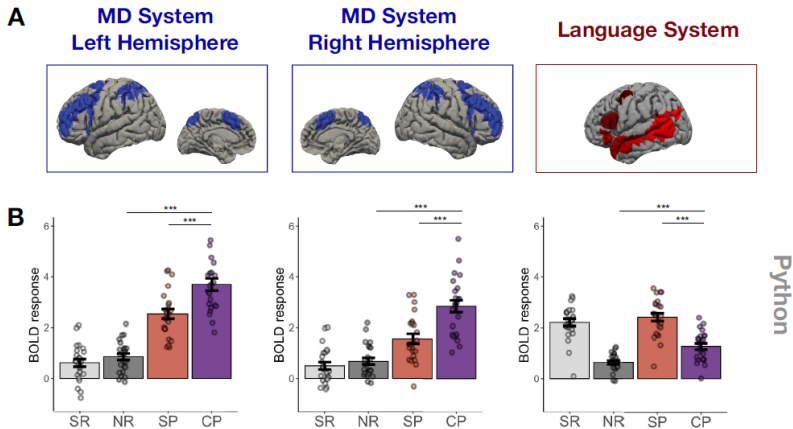 A
MD System
Left Hemisphere
MD System
Right Hemisphere
Language System
B
***
***
6
4
2
0
BOLD response
SR NR SP CP
***
***
6
4
2
0
BOLD response
SR NR SP CP
***
***
6
4
2
0
BOLD response
SR NR SP CP
Python